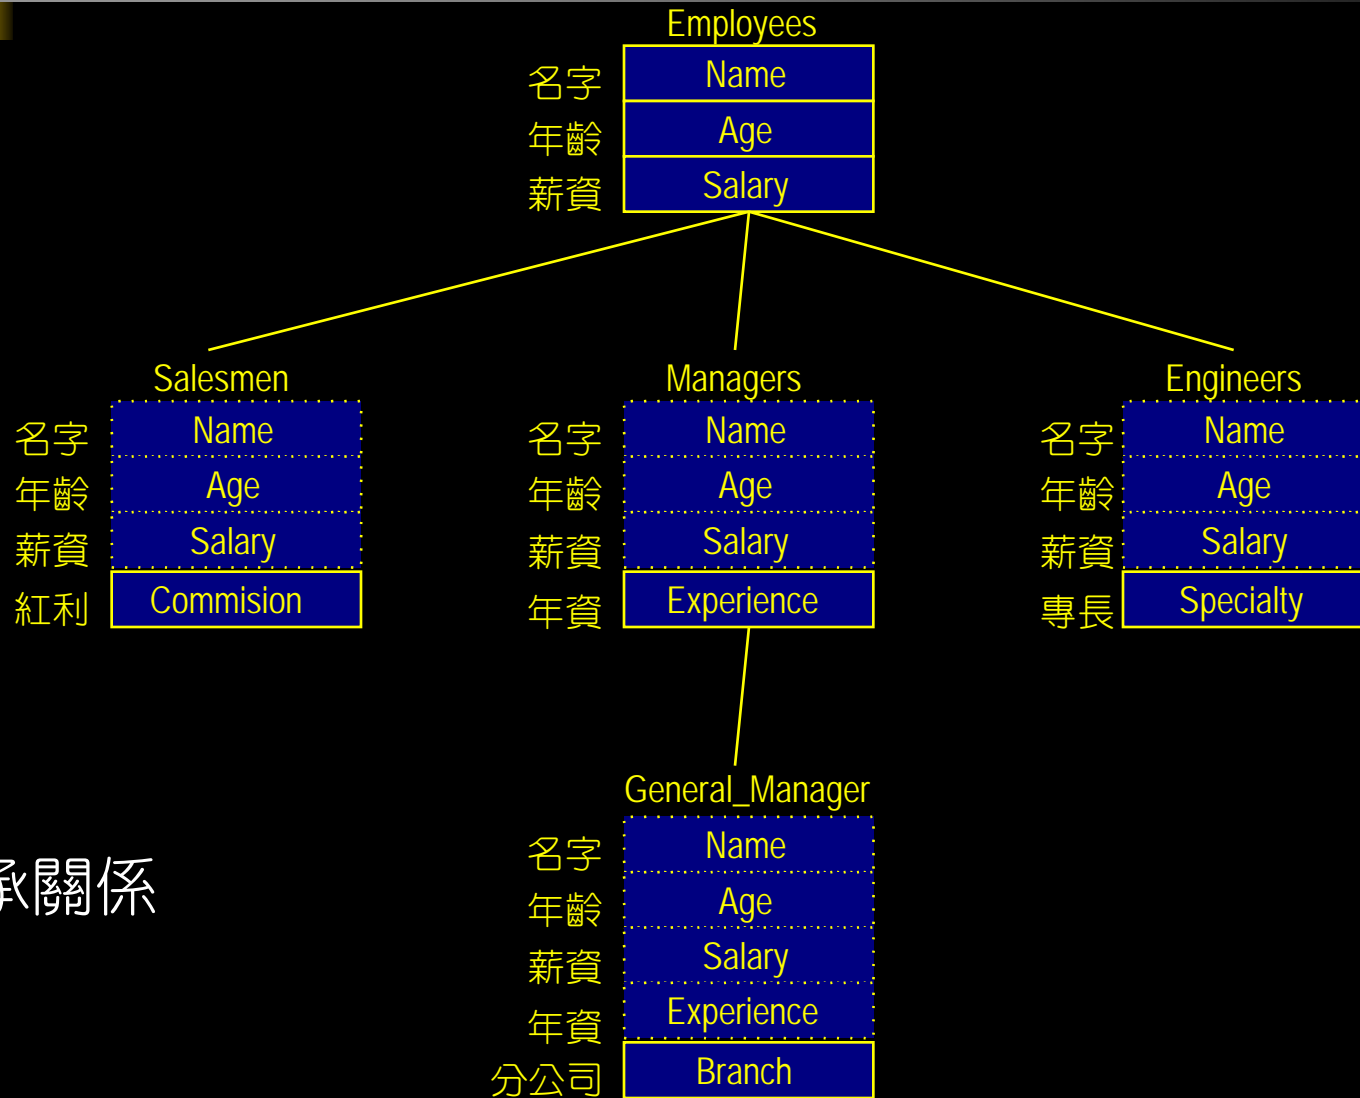 Employees
名字 Name
年齡 Age
薪資 Salary
Salesmen
名字 Name
年齡 Age
薪資 Salary
紅利 Commision
Managers
名字 Name
年齡 Age
薪資 Salary
年資 Experience
Engineers
名字 Name
年齡 Age
薪資 Salary
專長 Specialty
General_Manager
名字 Name
年齡 Age
薪資 Salary
年資 Experience
分公司 Branch
承關係